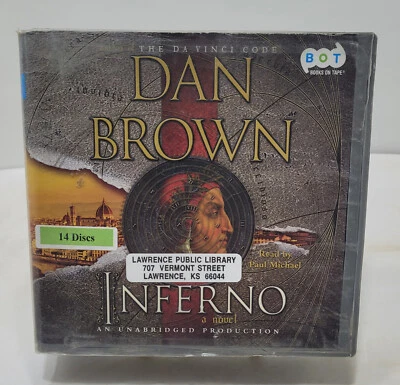 THE DA VINCI CODE
BOT
BOOKS ON TAPE
DAN
BROWN
14 Discs
Read by
Paul Michael
LAWRENCE PUBLIC LIBRARY
707 VERMONT STREET
LAWRENCE, KS 66044
INFERNO
a novel
AN UNABRIDGED PRODUCTION